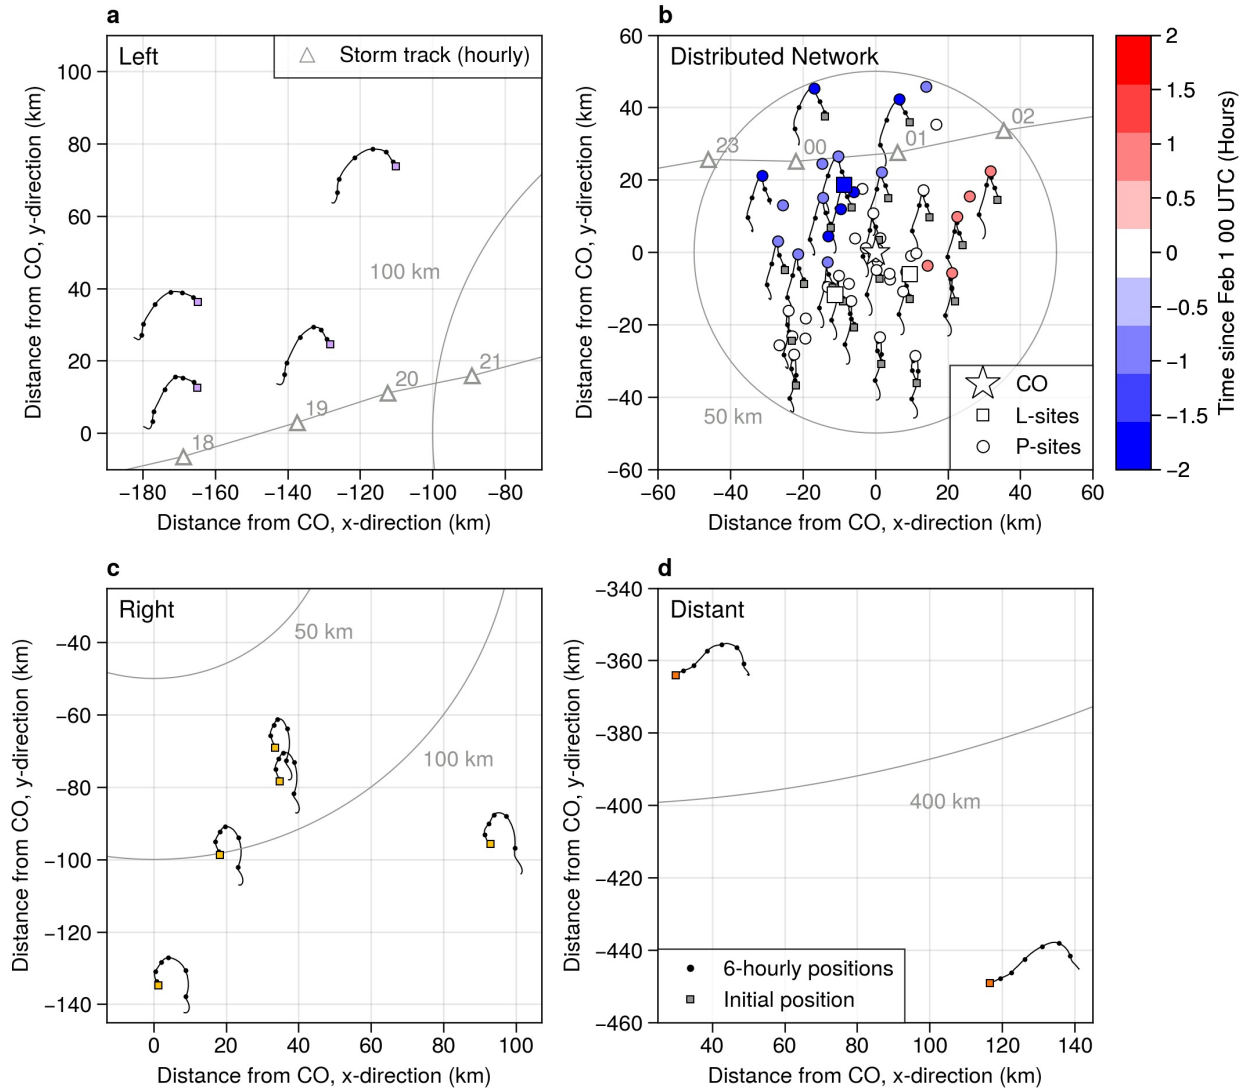 a
Left
Storm track (hourly)
100
80
60
40
20
0
100 km
18
19
20
21
−180
−160
−140
−120
−100
−80
Distance from CO, x-direction (km)
Distance from CO, y-direction (km)
b
Distributed Network
60
40
20
0
−20
−40
−60
23
00
01
02
50 km
CO
L-sites
P-sites
−60
−40
−20
0
20
40
60
Distance from CO, x-direction (km)
Distance from CO, y-direction (km)
2
1.5
1
0.5
0
−0.5
−1
−1.5
−2
Time since Feb 1 00 UTC (Hours)
c
Right
50 km
100 km
−40
−60
−80
−100
−120
−140
0
20
40
60
80
100
Distance from CO, x-direction (km)
Distance from CO, y-direction (km)
d
Distant
−340
−360
−380
−400
−420
−440
−460
400 km
6-hourly positions
Initial position
40
60
80
100
120
140
Distance from CO, x-direction (km)
Distance from CO, y-direction (km)